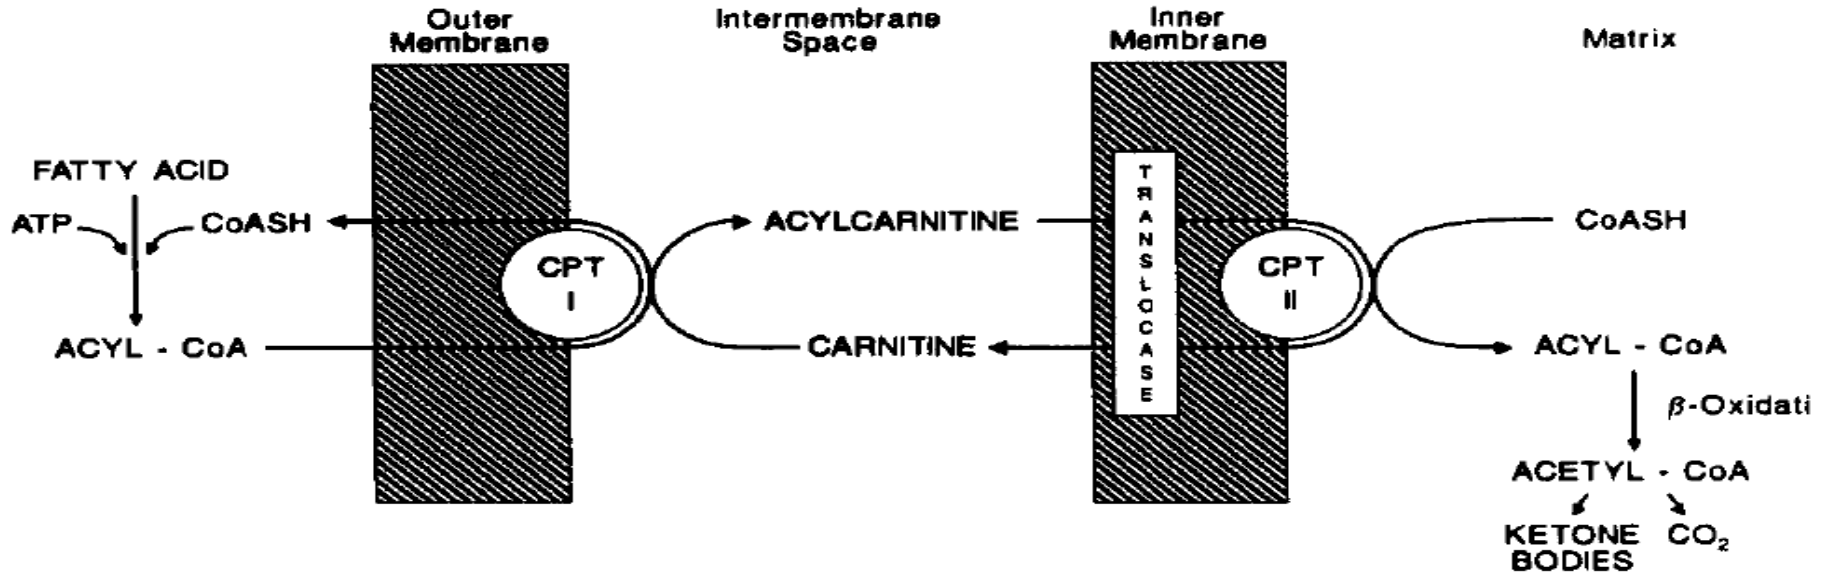 Outer
Membrane
Intermembrane
Space
Inner
Membrane
Matrix
FATTY ACID
ATP
CoASH
ACYL - CoA
CPT
I
ACYLCARNITINE
CARNITINE
TRANSLOCASE
CPT
II
CoASH
ACYL - CoA
β-Oxidati
ACETYL - CoA
KETONE
BODIES
CO₂